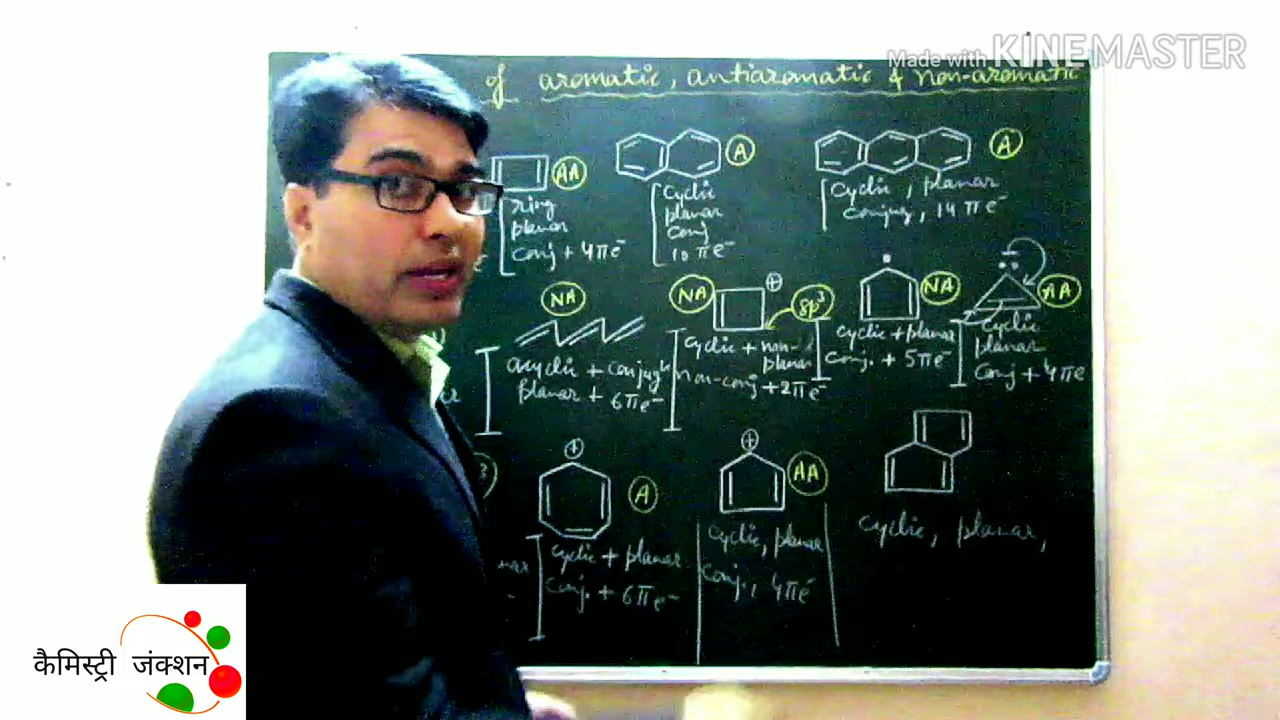 Made with KINEMASTER
of aromatic, antiaromatic & non-aromatic
AA
ring
planar
conj + 4πe⁻
A
cyclic
planar
conj
10 πe⁻
A
cyclic, planar
conjug, 14 πe⁻
NA
acyclic + conjugn
planar + 6πe⁻
NA
+
sp³
cyclic + non-
planar
non-conj + 2πe⁻
NA
cyclic + planar
conj. + 5πe⁻
AA
cyclic
planar
conj + 4πe
+
A
cyclic + planar
conj. + 6πe⁻
+
AA
cyclic, planar
conj., 4πe⁻
cyclic, planar,
कैमिस्ट्री जंक्शन